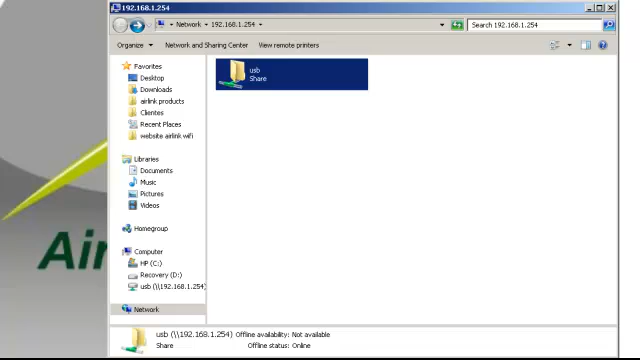 192.168.1.254
Network
192.168.1.254
Search 192.168.1.254
Organize
Network and Sharing Center
View remote printers
Favorites
Desktop
Downloads
airlink products
Clientes
Recent Places
website airlink wifi
Libraries
Documents
Music
Pictures
Videos
Homegroup
Computer
HP (C:)
Recovery (D:)
usb (\\192.168.1.254)
Network
usb
Share
usb (\\192.168.1.254) Offline availability: Not available
Share Offline status: Online
Air